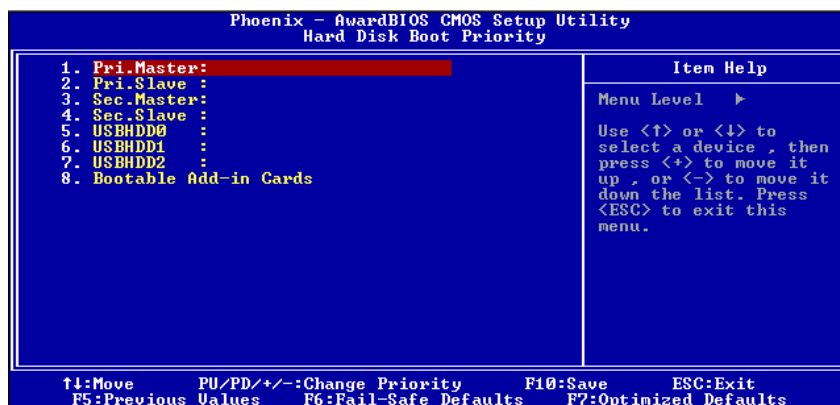 Phoenix - AwardBIOS CMOS Setup Utility
Hard Disk Boot Priority
1. Pri.Master:
2. Pri.Slave :
3. Sec.Master:
4. Sec.Slave :
5. USBHDD0 :
6. USBHDD1 :
7. USBHDD2 :
8. Bootable Add-in Cards
Item Help
Menu Level ▶
Use <↑> or <↓> to
select a device , then
press <+> to move it
up , or <-> to move it
down the list. Press
<ESC> to exit this
menu.
↑↓:Move PU/PD/+/-:Change Priority F10:Save ESC:Exit
F5:Previous Values F6:Fail-Safe Defaults F7:Optimized Defaults